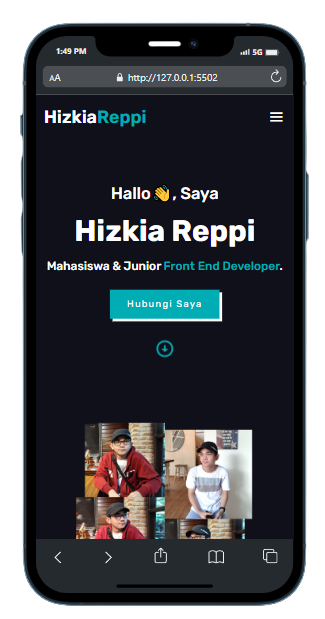 1:49 PM
5G
AA
http://127.0.0.1:5502
HizkiaReppi
Hallo 👋, Saya
Hizkia Reppi
Mahasiswa & Junior Front End Developer.
Hubungi Saya